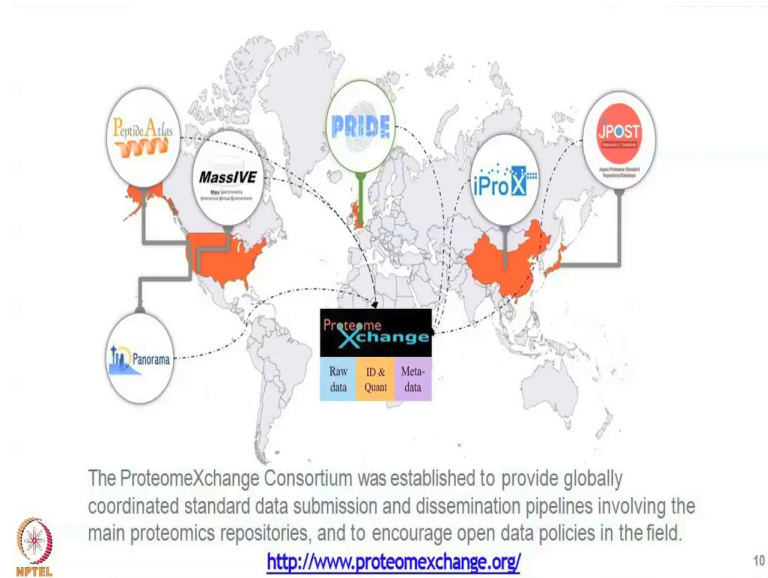 PeptideAtlas
MassIVE
Mass Spectrometry
Interactive Virtual Environment
PRIDE
iProX
JPOST
Japan Proteome Standard
Repository/Database
Panorama
Proteome
Xchange
Raw data
ID & Quant
Meta-data
The ProteomeXchange Consortium was established to provide globally
coordinated standard data submission and dissemination pipelines involving the
main proteomics repositories, and to encourage open data policies in the field.
http://www.proteomexchange.org/
NPTEL
10